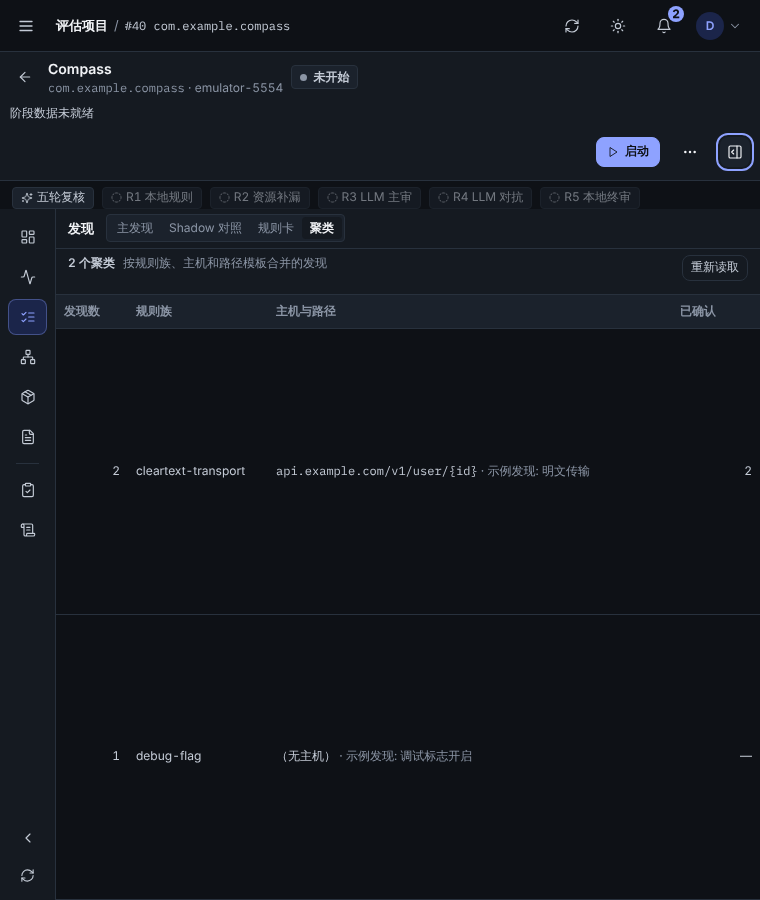 评估项目 / #40 com.example.compass
2
D
Compass
com.example.compass · emulator-5554
未开始
阶段数据未就绪
启动
五轮复核 R1 本地规则 R2 资源补漏 R3 LLM 主审 R4 LLM 对抗 R5 本地终审
发现 主发现 Shadow 对照 规则卡 聚类
2 个聚类 按规则族、主机和路径模板合并的发现 重新读取
发现数 规则族 主机与路径 已确认
2 cleartext-transport api.example.com/v1/user/{id} · 示例发现: 明文传输 2
1 debug-flag （无主机） · 示例发现: 调试标志开启 —